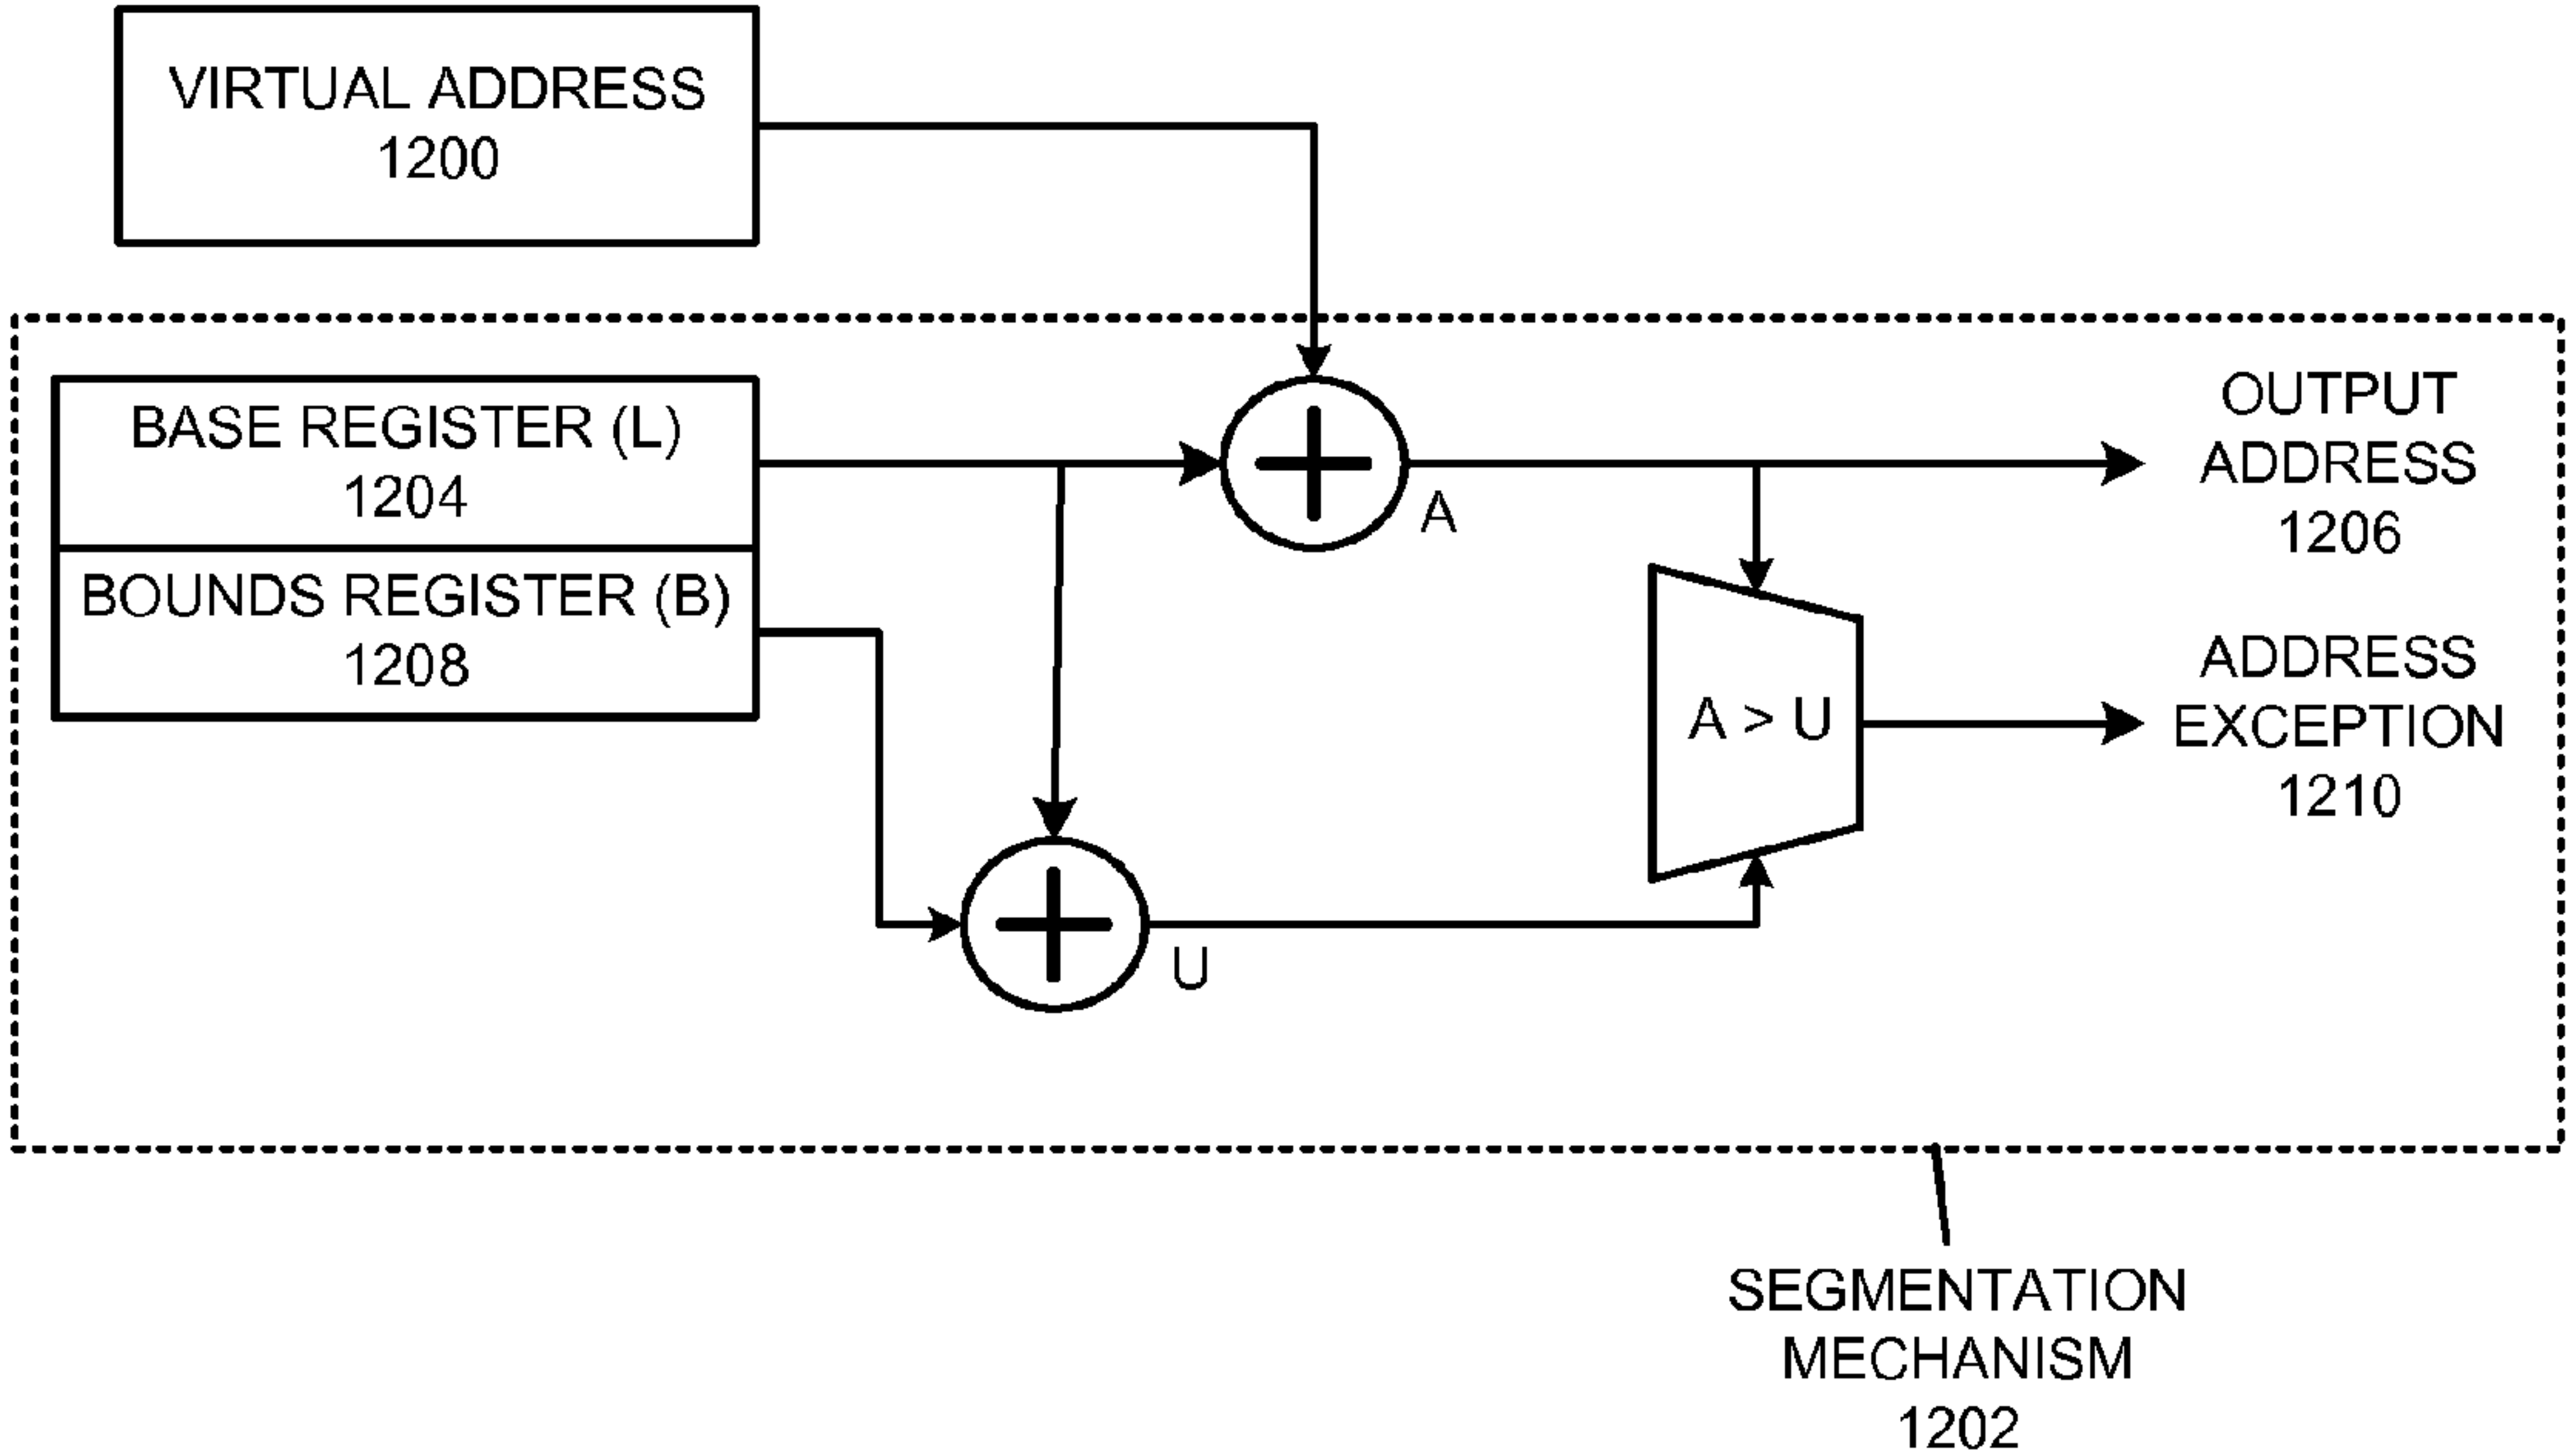 VIRTUAL ADDRESS
1200
BASE REGISTER (L)
1204
BOUNDS REGISTER (B)
1208
A
U
A > U
OUTPUT
ADDRESS
1206
ADDRESS
EXCEPTION
1210
SEGMENTATION
MECHANISM
1202